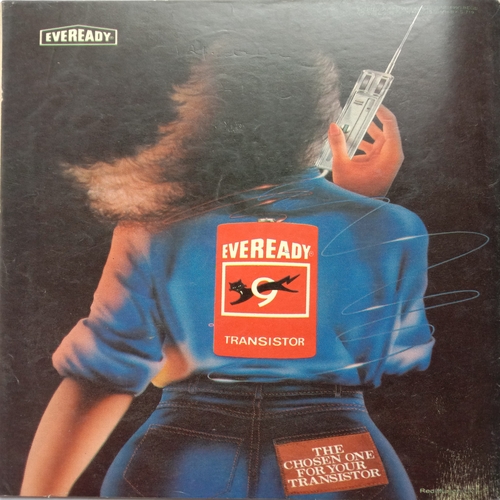 EVEREADY
EVEREADY
9
TRANSISTOR
THE
CHOSEN ONE
FOR YOUR
TRANSISTOR